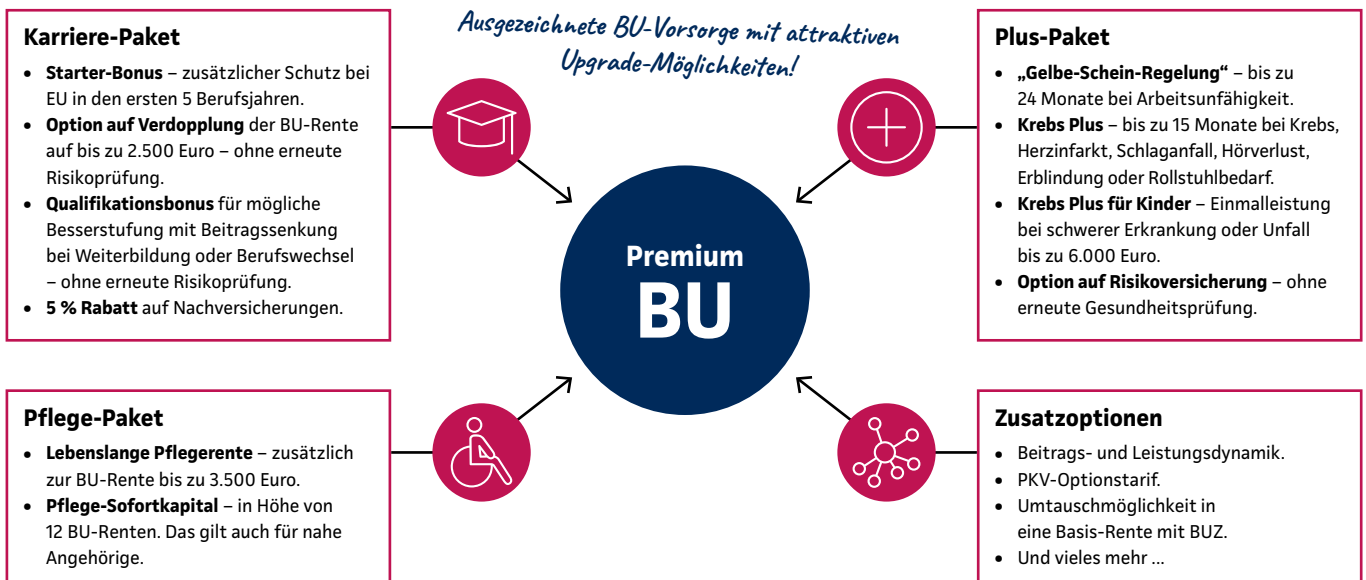 Ausgezeichnete BU-Vorsorge mit attraktiven
Upgrade-Möglichkeiten!
Karriere-Paket
• Starter-Bonus – zusätzlicher Schutz bei
EU in den ersten 5 Berufsjahren.
• Option auf Verdopplung der BU-Rente
auf bis zu 2.500 Euro – ohne erneute
Risikoprüfung.
• Qualifikationsbonus für mögliche
Besserstufung mit Beitragssenkung
bei Weiterbildung oder Berufswechsel
– ohne erneute Risikoprüfung.
• 5 % Rabatt auf Nachversicherungen.
Plus-Paket
• „Gelbe-Schein-Regelung“ – bis zu
24 Monate bei Arbeitsunfähigkeit.
• Krebs Plus – bis zu 15 Monate bei Krebs,
Herzinfarkt, Schlaganfall, Hörverlust,
Erblindung oder Rollstuhlbedarf.
• Krebs Plus für Kinder – Einmalleistung
bei schwerer Erkrankung oder Unfall
bis zu 6.000 Euro.
• Option auf Risikoversicherung – ohne
erneute Gesundheitsprüfung.
Premium
BU
Pflege-Paket
• Lebenslange Pflegerente – zusätzlich
zur BU-Rente bis zu 3.500 Euro.
• Pflege-Sofortkapital – in Höhe von
12 BU-Renten. Das gilt auch für nahe
Angehörige.
Zusatzoptionen
• Beitrags- und Leistungsdynamik.
• PKV-Optionstarif.
• Umtauschmöglichkeit in
eine Basis-Rente mit BUZ.
• Und vieles mehr ...